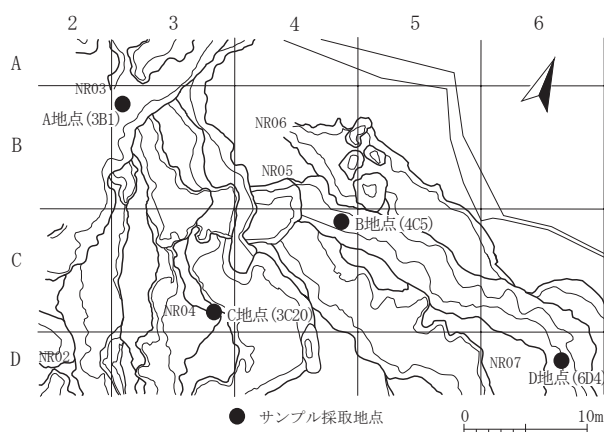 2 3 4 5 6
A
NR03
A地点(3B1)
NR06
B
NR05
B地点(4C5)
C
NR04
C地点(3C20)
NR02
D
NR07
D地点(6D4)
サンプル採取地点
0 10m